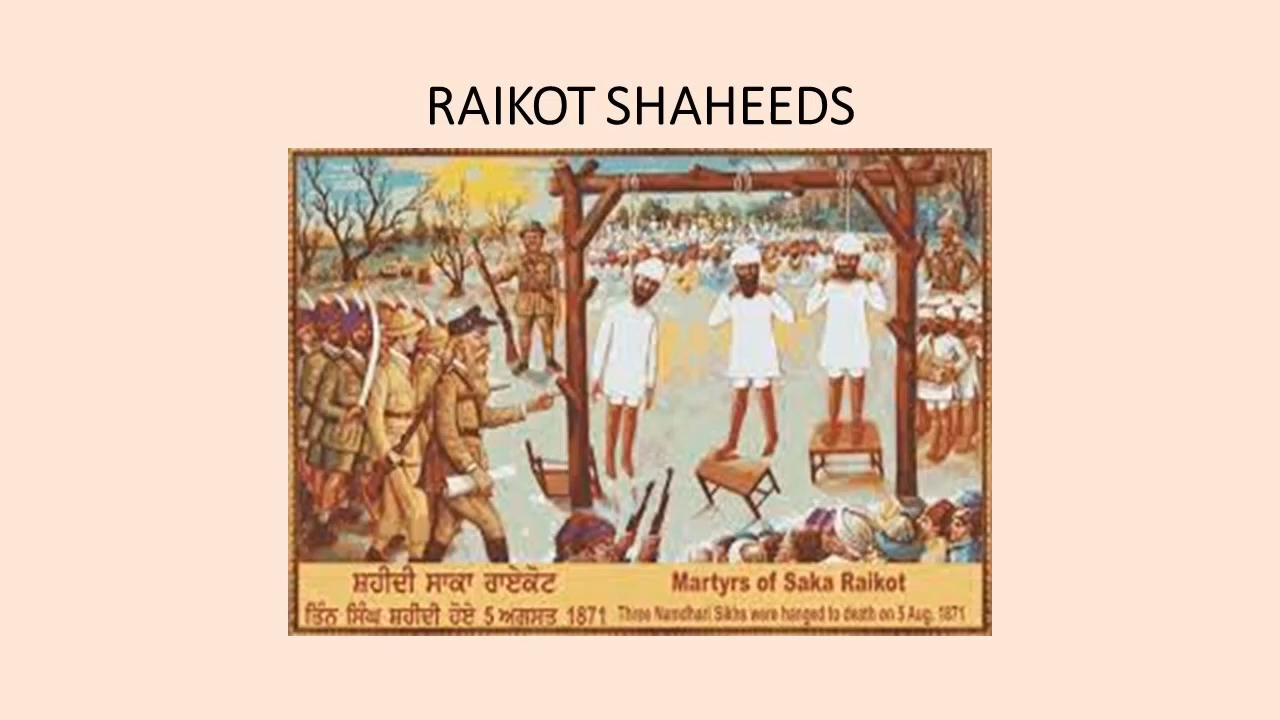 RAIKOT SHAHEEDS
ਸ਼ਹੀਦੀ ਸਾਕਾ ਰਾਏਕੋਟ
Martyrs of Saka Raikot
ਤਿੰਨ ਸਿੰਘ ਸ਼ਹੀਦੀ ਹੋਏ 5 ਅਗਸਤ 1871
Three Namdhari Sikhs were hanged to death on 5 Aug. 1871